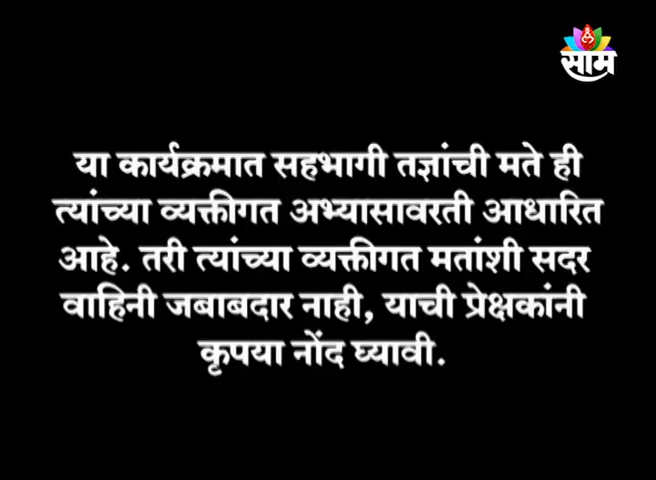 साम
या कार्यक्रमात सहभागी तज्ञांची मते ही
त्यांच्या व्यक्तीगत अभ्यासावरती आधारित
आहे. तरी त्यांच्या व्यक्तीगत मतांशी सदर
वाहिनी जबाबदार नाही, याची प्रेक्षकांनी
कृपया नोंद घ्यावी.